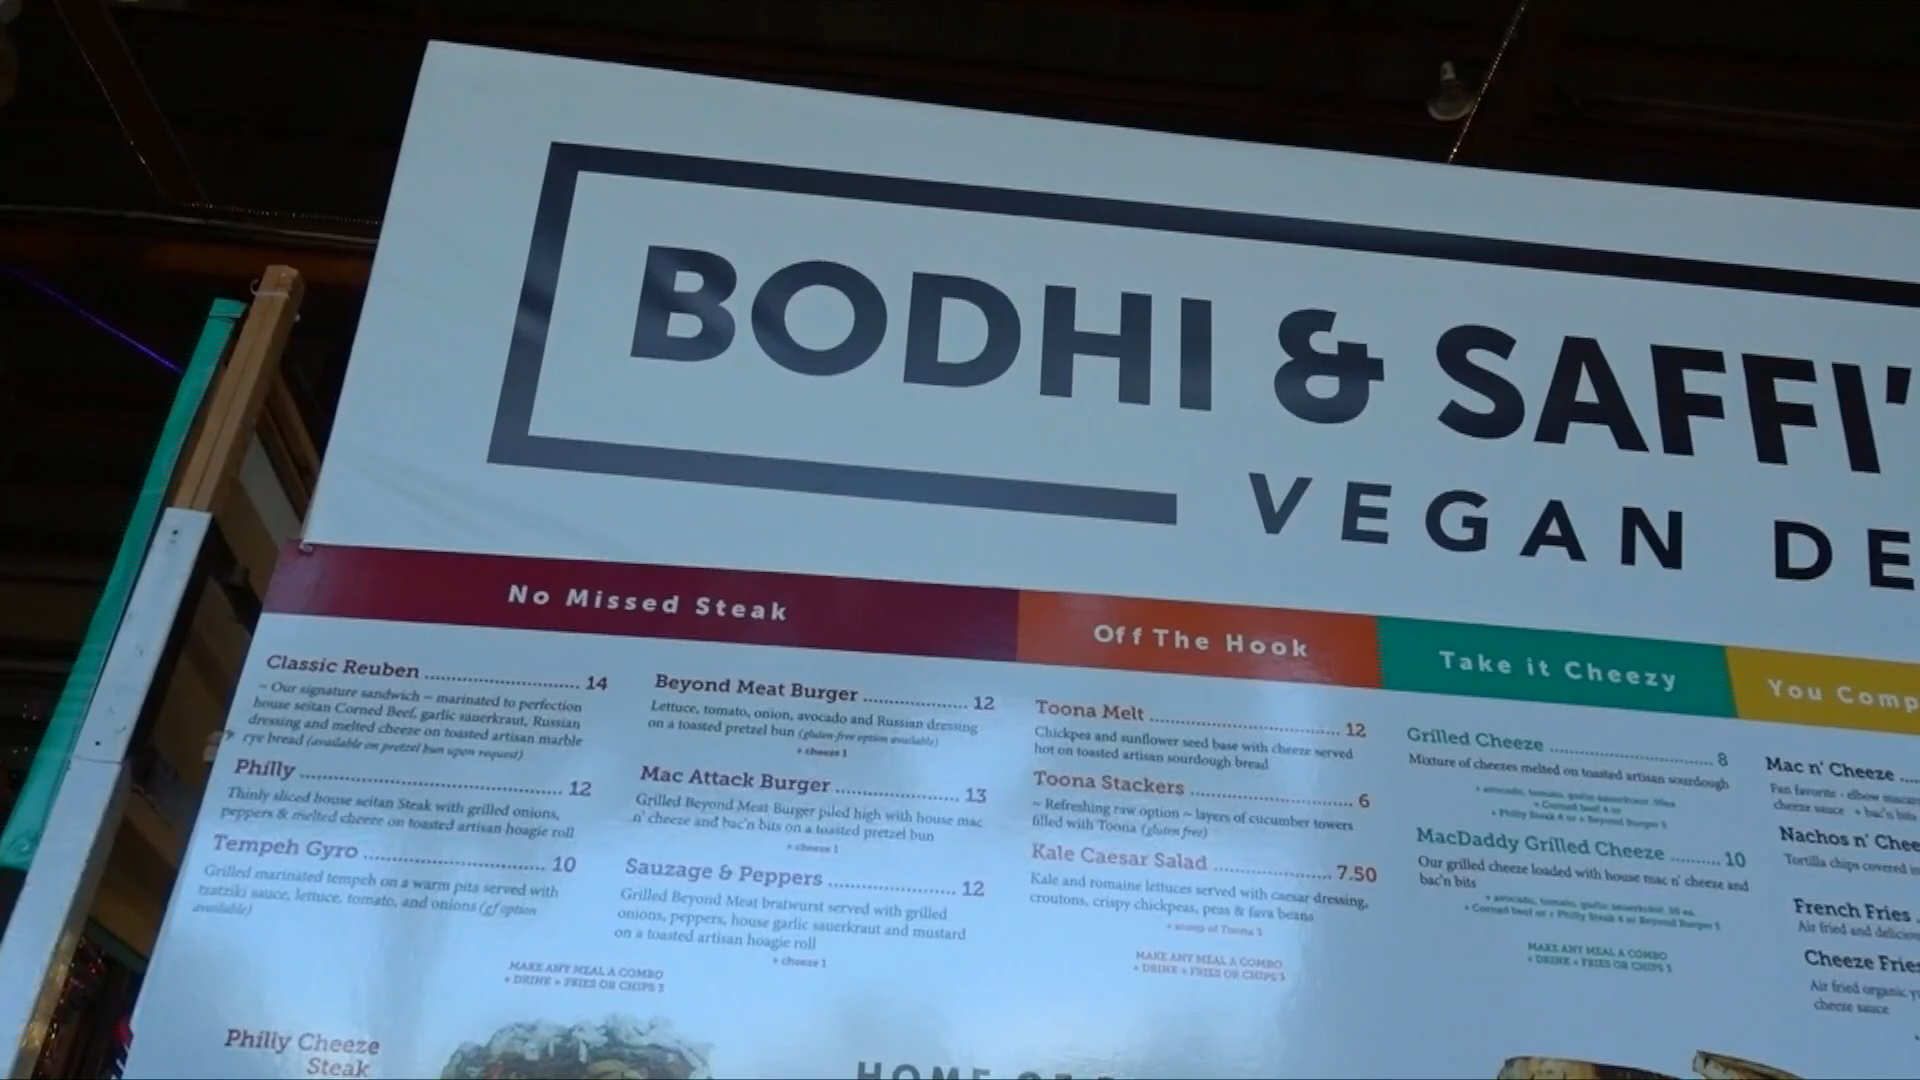 BODHI & SAFFI'
VEGAN DE
No Missed Steak
Classic Reuben 14
~ Our signature sandwich ~ marinated to perfection
house seitan Corned Beef, garlic sauerkraut, Russian
dressing and melted cheese on toasted artisan marble
rye bread (available on pretzel bun upon request)
Philly 12
Thinly sliced house seitan Steak with grilled onions,
peppers & melted cheese on toasted artisan hoagie roll
Tempeh Gyro 10
Grilled marinated tempeh on a warm pita served with
tzatziki sauce, lettuce, tomato, and onions (gf option
available)
Beyond Meat Burger 12
Lettuce, tomato, onion, avocado and Russian dressing
on a toasted pretzel bun (gluten-free option available)
+ cheeze 1
Mac Attack Burger 13
Grilled Beyond Meat Burger piled high with house mac
n' cheeze and bac'n bits on a toasted pretzel bun
+ cheeze 1
Sauzage & Peppers 12
Grilled Beyond Meat bratwurst served with grilled
onions, peppers, house garlic sauerkraut and mustard
on a toasted artisan hoagie roll
+ cheeze 1
MAKE ANY MEAL A COMBO
+ DRINK + FRIES OR CHIPS 3
Off The Hook
Toona Melt 12
Chickpea and sunflower seed base with cheeze served
hot on toasted artisan sourdough bread
Toona Stackers 6
~ Refreshing raw option ~ layers of cucumber towers
filled with Toona (gluten free)
Kale Caesar Salad 7.50
Kale and romaine lettuces served with caesar dressing,
croutons, crispy chickpeas, peas & fava beans
+ scoop of Toona 3
MAKE ANY MEAL A COMBO
+ DRINK + FRIES OR CHIPS 3
Take it Cheezy
Grilled Cheeze 8
Mixture of cheezes melted on toasted artisan sourdough
+ Corned beef 4 or
+ Philly Steak 4 or + Beyond Burger 5
MacDaddy Grilled Cheeze 10
Our grilled cheeze loaded with house mac n' cheeze and
bac'n bits
+ avocado, tomato, garlic sauerkraut .50 ea.
+ Corned beef or + Philly Steak 4 or Beyond Burger 5
MAKE ANY MEAL A COMBO
+ DRINK + FRIES OR CHIPS 3
You Comp
Mac n' Cheeze
Fan favorite - elbow macar
cheeze sauce + bac'n bits
Nachos n' Chee
Tortilla chips covered in
French Fries
Air fried and delicio
Cheeze Fries
Air fried organic y
cheeze sauce
Philly Cheeze
Steak
HOME OF